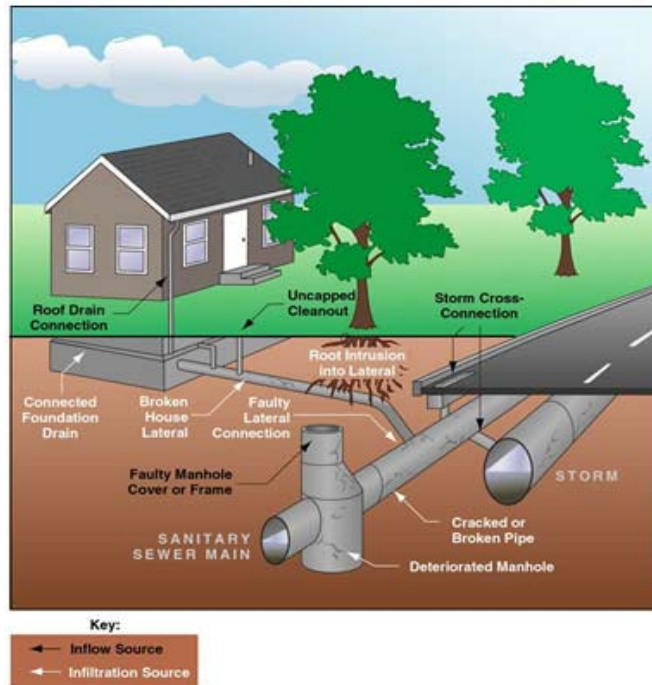 Roof Drain
Connection
Uncapped
Cleanout
Storm Cross-
Connection
Root Intrusion
into Lateral
Connected
Foundation
Drain
Broken
House
Lateral
Faulty
Lateral
Connection
Faulty Manhole
Cover or Frame
STORM
SANITARY
SEWER MAIN
Cracked or
Broken Pipe
Deteriorated Manhole
Key:
Inflow Source
Infiltration Source